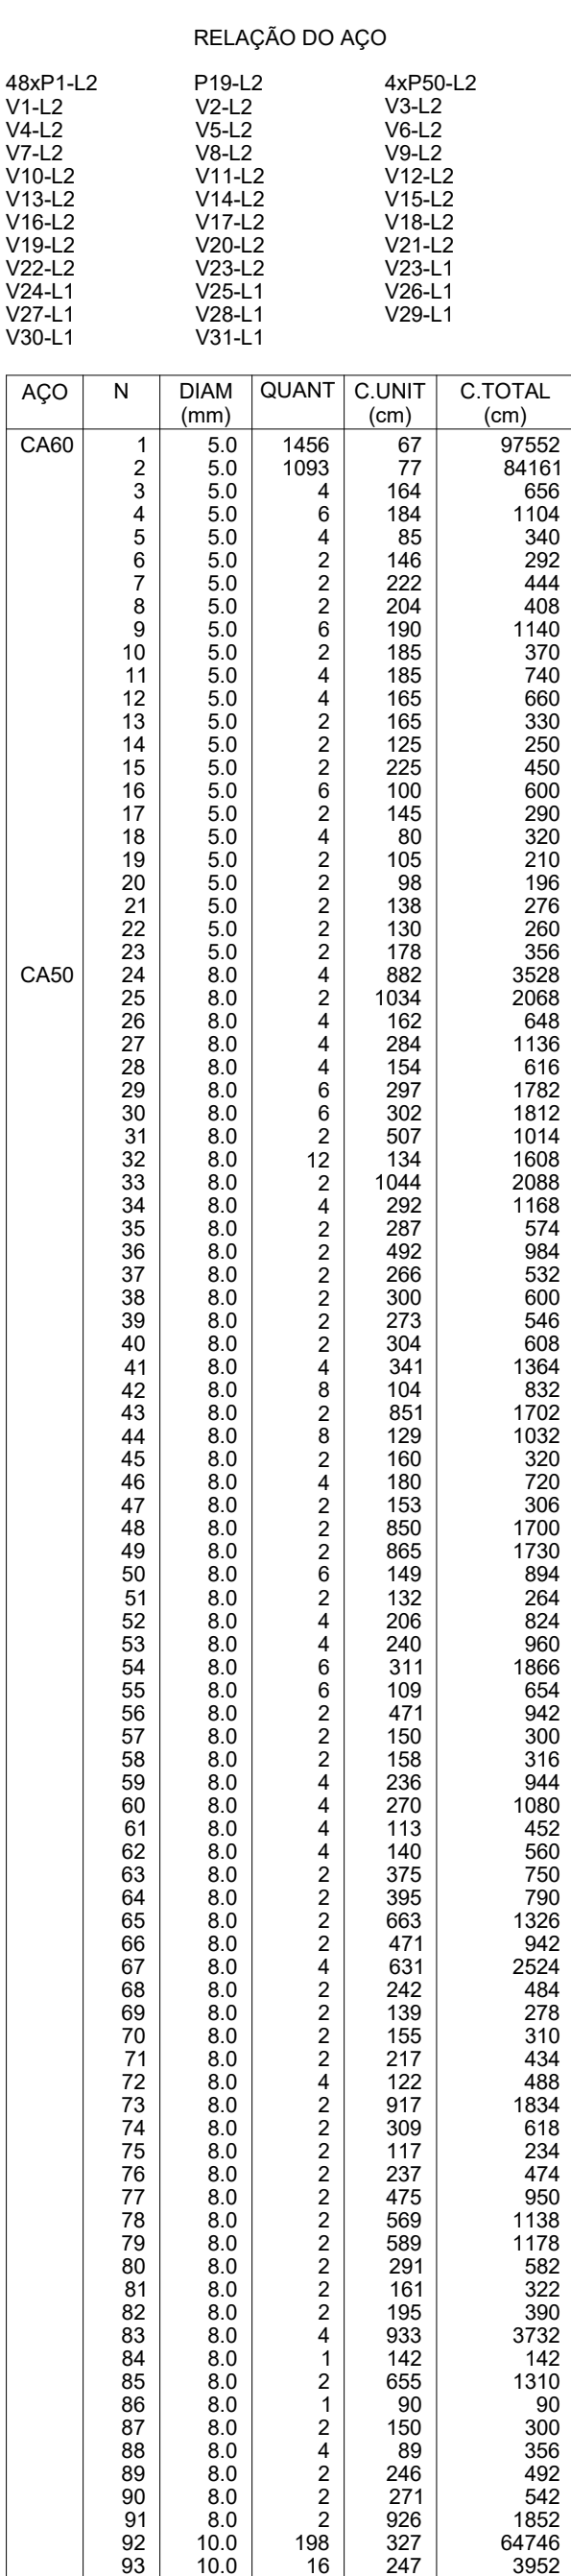 RELAÇÃO DO AÇO
48xP1-L2 P19-L2 4xP50-L2
V1-L2 V2-L2 V3-L2
V4-L2 V5-L2 V6-L2
V7-L2 V8-L2 V9-L2
V10-L2 V11-L2 V12-L2
V13-L2 V14-L2 V15-L2
V16-L2 V17-L2 V18-L2
V19-L2 V20-L2 V21-L2
V22-L2 V23-L2 V23-L1
V24-L1 V25-L1 V26-L1
V27-L1 V28-L1 V29-L1
V30-L1 V31-L1
AÇO N DIAM QUANT C.UNIT C.TOTAL
(mm) (cm) (cm)
CA60 1 5.0 1456 67 97552
2 5.0 1093 77 84161
3 5.0 4 164 656
4 5.0 6 184 1104
5 5.0 4 85 340
6 5.0 2 146 292
7 5.0 2 222 444
8 5.0 2 204 408
9 5.0 6 190 1140
10 5.0 2 185 370
11 5.0 4 185 740
12 5.0 4 165 660
13 5.0 2 165 330
14 5.0 2 125 250
15 5.0 2 225 450
16 5.0 6 100 600
17 5.0 2 145 290
18 5.0 4 80 320
19 5.0 2 105 210
20 5.0 2 98 196
21 5.0 2 138 276
22 5.0 2 130 260
23 5.0 2 178 356
CA50 24 8.0 4 882 3528
25 8.0 2 1034 2068
26 8.0 4 162 648
27 8.0 4 284 1136
28 8.0 4 154 616
29 8.0 6 297 1782
30 8.0 6 302 1812
31 8.0 2 507 1014
32 8.0 12 134 1608
33 8.0 2 1044 2088
34 8.0 4 292 1168
35 8.0 2 287 574
36 8.0 2 492 984
37 8.0 2 266 532
38 8.0 2 300 600
39 8.0 2 273 546
40 8.0 2 304 608
41 8.0 4 341 1364
42 8.0 8 104 832
43 8.0 2 851 1702
44 8.0 8 129 1032
45 8.0 2 160 320
46 8.0 4 180 720
47 8.0 2 153 306
48 8.0 2 850 1700
49 8.0 2 865 1730
50 8.0 6 149 894
51 8.0 2 132 264
52 8.0 4 206 824
53 8.0 4 240 960
54 8.0 6 311 1866
55 8.0 6 109 654
56 8.0 2 471 942
57 8.0 2 150 300
58 8.0 2 158 316
59 8.0 4 236 944
60 8.0 4 270 1080
61 8.0 4 113 452
62 8.0 4 140 560
63 8.0 2 375 750
64 8.0 2 395 790
65 8.0 2 663 1326
66 8.0 2 471 942
67 8.0 4 631 2524
68 8.0 2 242 484
69 8.0 2 139 278
70 8.0 2 155 310
71 8.0 2 217 434
72 8.0 4 122 488
73 8.0 2 917 1834
74 8.0 2 309 618
75 8.0 2 117 234
76 8.0 2 237 474
77 8.0 2 475 950
78 8.0 2 569 1138
79 8.0 2 589 1178
80 8.0 2 291 582
81 8.0 2 161 322
82 8.0 2 195 390
83 8.0 4 933 3732
84 8.0 1 142 142
85 8.0 2 655 1310
86 8.0 1 90 90
87 8.0 2 150 300
88 8.0 4 89 356
89 8.0 2 246 492
90 8.0 2 271 542
91 8.0 2 926 1852
92 10.0 198 327 64746
93 10.0 16 247 3952